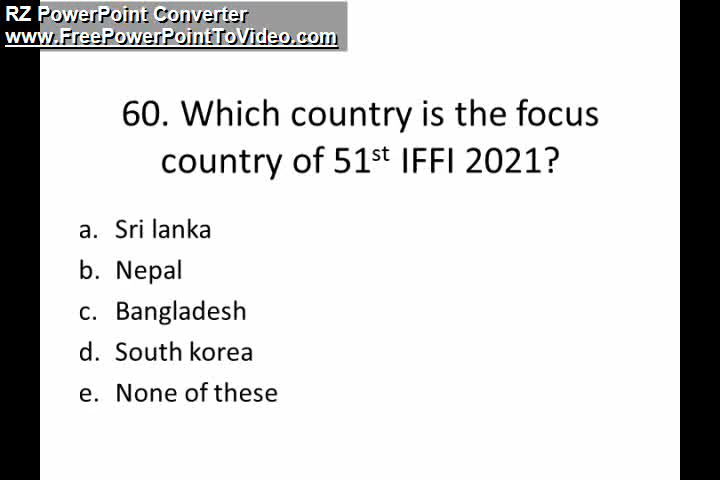 RZ PowerPoint Converter
www.FreePowerPointToVideo.com
60. Which country is the focus
country of 51st IFFI 2021?
a. Sri lanka
b. Nepal
c. Bangladesh
d. South korea
e. None of these